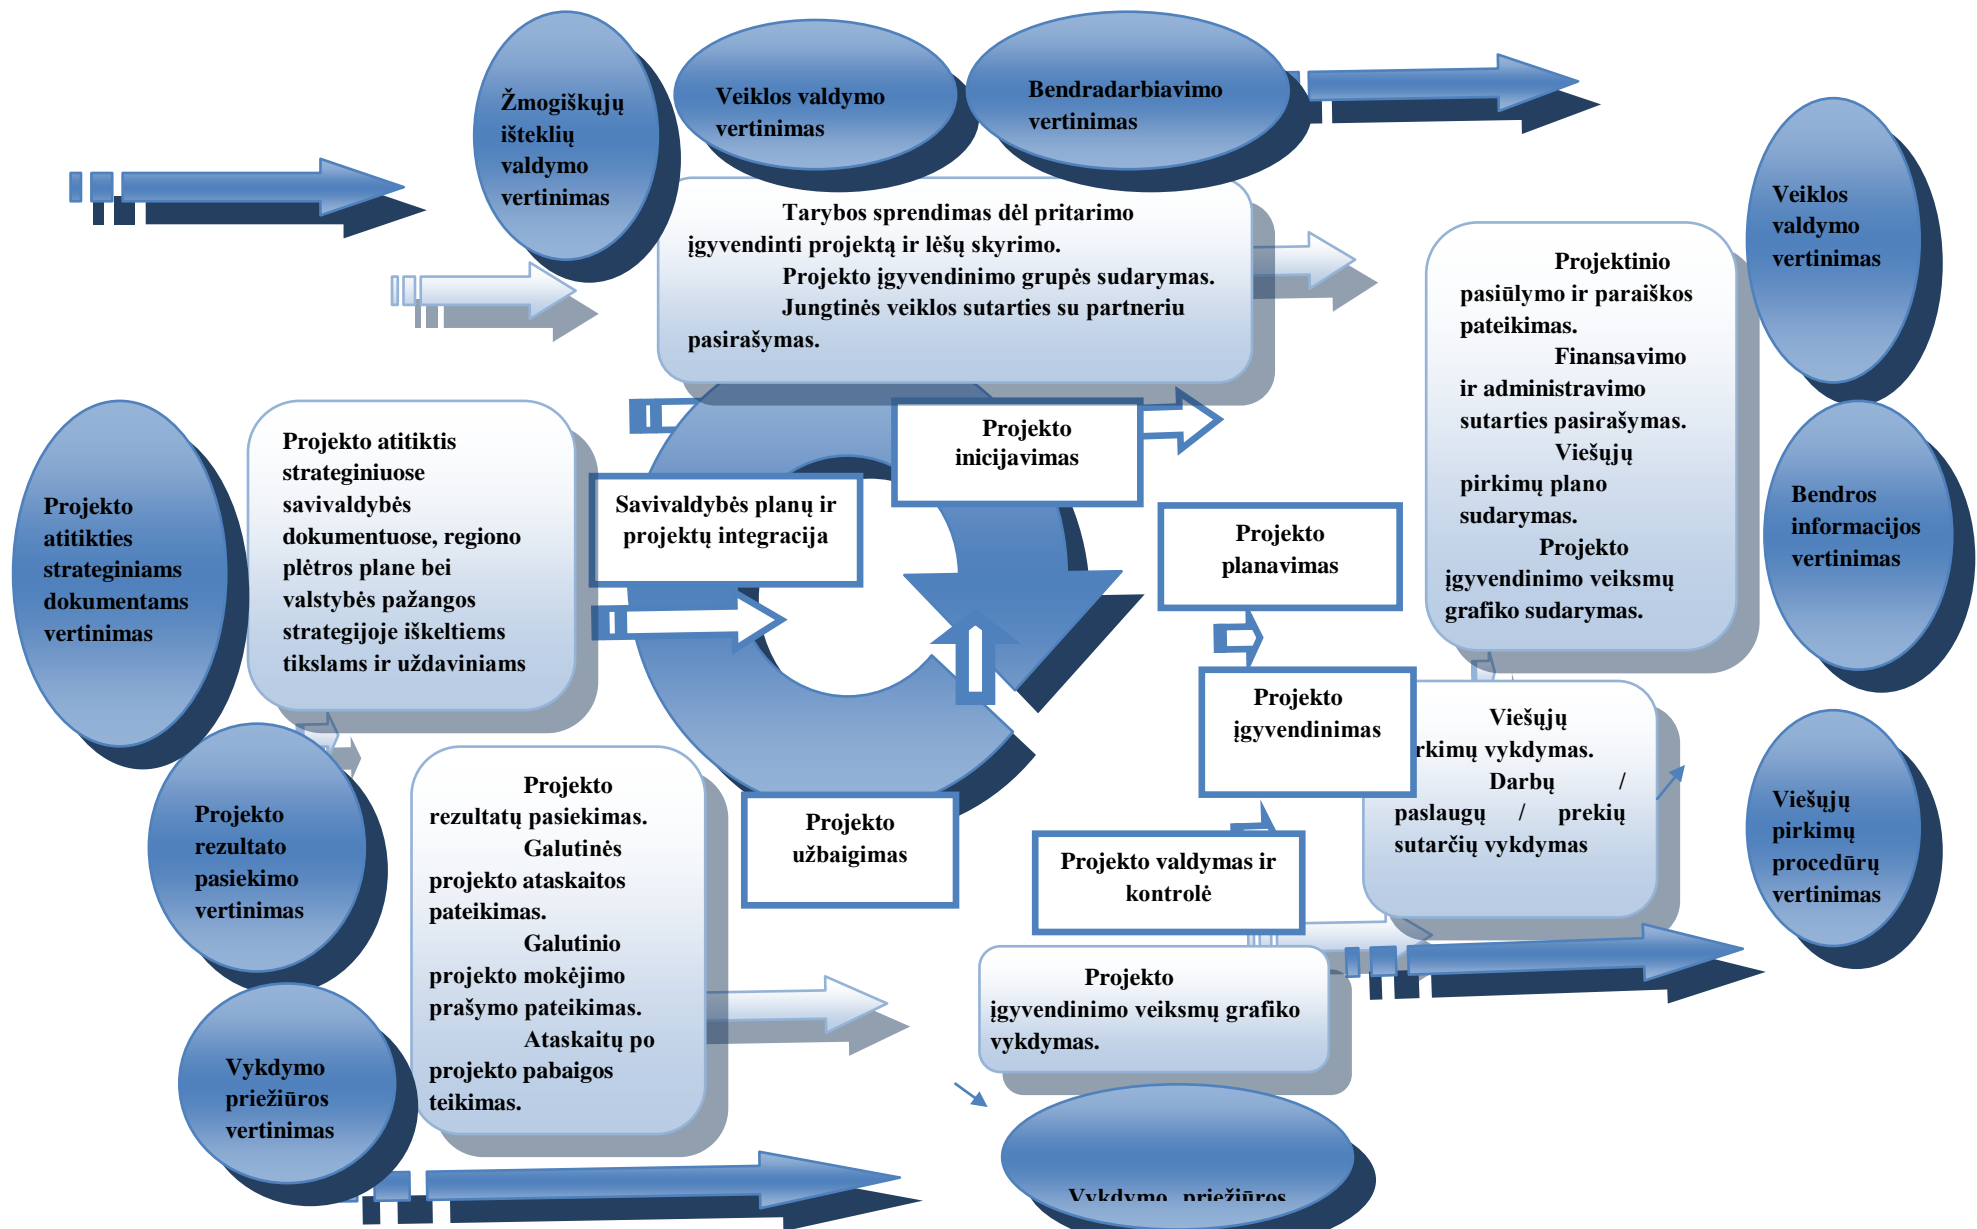 Žmogiškųjų
išteklių
valdymo
vertinimas
Veiklos valdymo
vertinimas
Bendradarbiavimo
vertinimas
Tarybos sprendimas dėl pritarimo
įgyvendinti projektą ir lėšų skyrimo.
Projekto įgyvendinimo grupės sudarymas.
Jungtinės veiklos sutarties su partneriu
pasirašymas.
Veiklos
valdymo
vertinimas
Projektinio
pasiūlymo ir paraiškos
pateikimas.
Finansavimo
ir administravimo
sutarties pasirašymas.
Viešųjų
pirkimų plano
sudarymas.
Projekto
įgyvendinimo veiksmų
grafiko sudarymas.
Bendros
informacijos
vertinimas
Projekto
atitikties
strateginiams
dokumentams
vertinimas
Projekto atitiktis
strateginiuose
savivaldybės
dokumentuose, regiono
plėtros plane bei
valstybės pažangos
strategijoje iškeltiems
tikslams ir uždaviniams
Savivaldybės planų ir
projektų integracija
Projekto
inicijavimas
Projekto
planavimas
Projekto
įgyvendinimas
Viešųjų
rkimų vykdymas.
Darbų /
paslaugų / prekių
sutarčių vykdymas
Viešųjų
pirkimų
procedūrų
vertinimas
Projekto
rezultato
pasiekimo
vertinimas
Projekto
rezultatų pasiekimas.
Galutinės
projekto ataskaitos
pateikimas.
Galutinio
projekto mokėjimo
prašymo pateikimas.
Ataskaitų po
projekto pabaigos
teikimas.
Projekto
užbaigimas
Projekto valdymas ir
kontrolė
Projekto
įgyvendinimo veiksmų grafiko
vykdymas.
Vykdymo
priežiūros
vertinimas
Vykdymo priežiūros